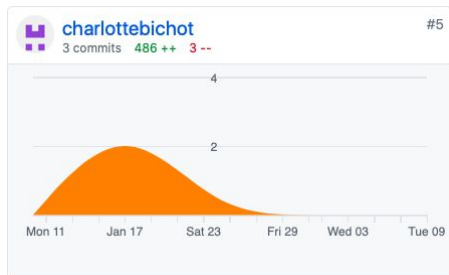 charlottebichot
#5
3 commits 486 ++ 3 --
4
2
Mon 11 Jan 17 Sat 23 Fri 29 Wed 03 Tue 09